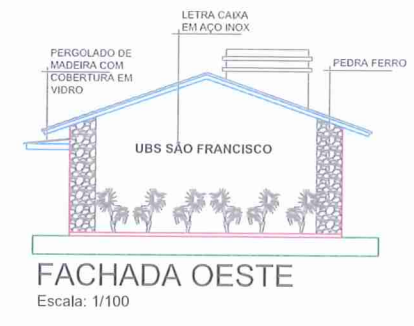 LETRA CAIXA
EM AÇO INOX
PERGOLADO DE
MADEIRA COM
COBERTURA EM
VIDRO
PEDRA FERRO
UBS SÃO FRANCISCO
FACHADA OESTE
Escala: 1/100